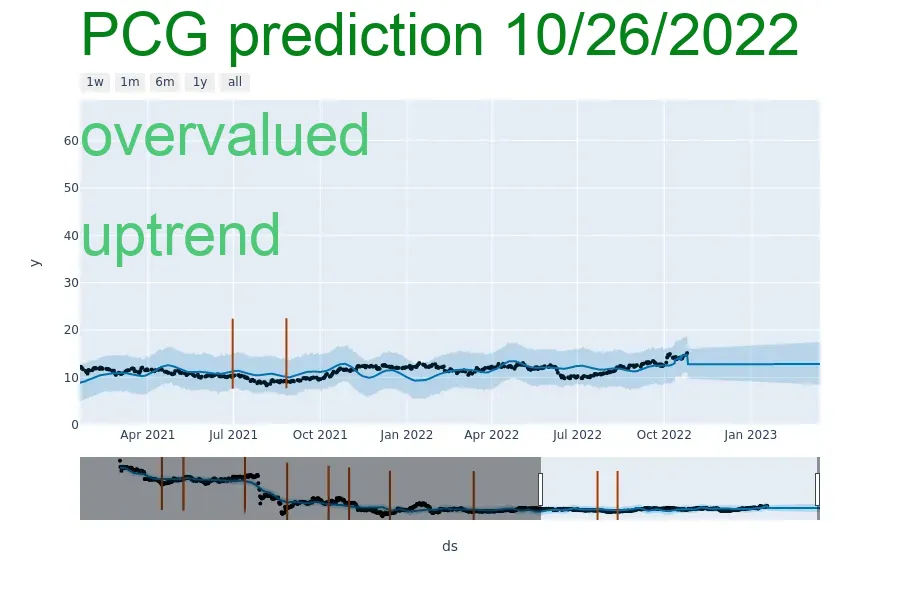 PCG prediction 10/26/2022
1w 1m 6m 1y all
overvalued
uptrend
60
50
40
30
20
10
0
y
Apr 2021 Jul 2021 Oct 2021 Jan 2022 Apr 2022 Jul 2022 Oct 2022 Jan 2023
ds